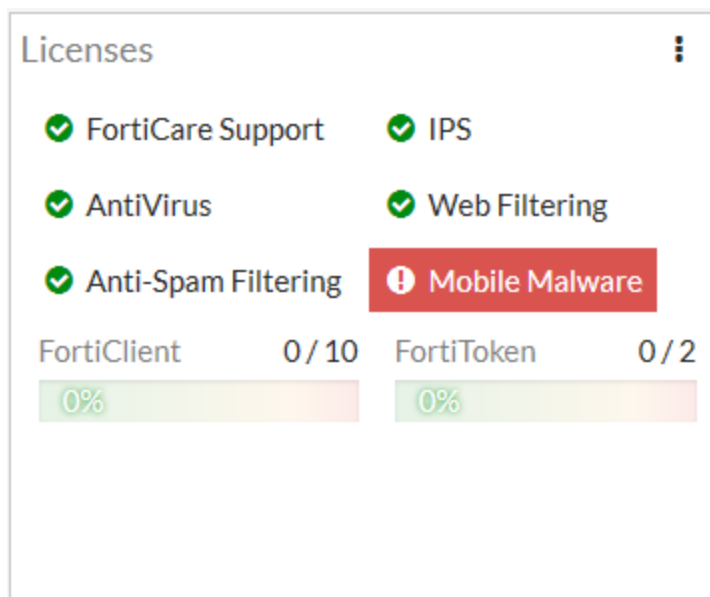 Licenses
FortiCare Support IPS
AntiVirus Web Filtering
Anti-Spam Filtering Mobile Malware
FortiClient 0 / 10 FortiToken 0 / 2
0% 0%